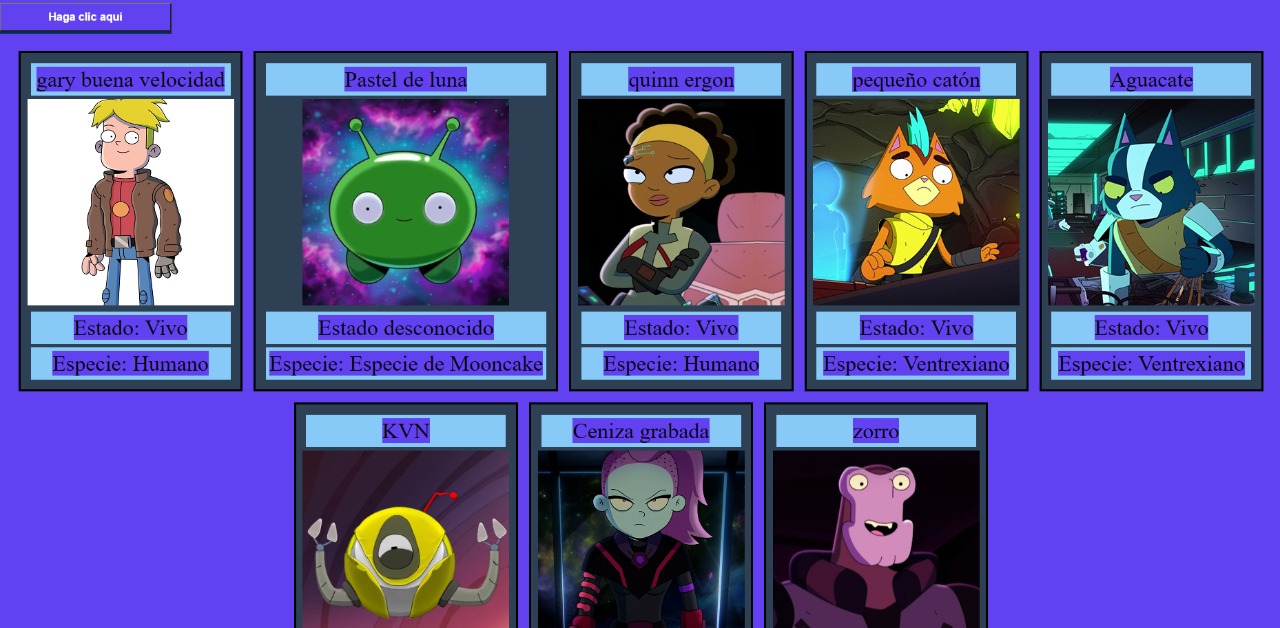 Haga clic aquí
gary buena velocidad
Pastel de luna
quinn ergon
pequeño catón
Aguacate
Estado: Vivo
Estado desconocido
Estado: Vivo
Estado: Vivo
Estado: Vivo
Especie: Humano
Especie: Especie de Mooncake
Especie: Humano
Especie: Ventrexiano
Especie: Ventrexiano
KVN
Ceniza grabada
zorro